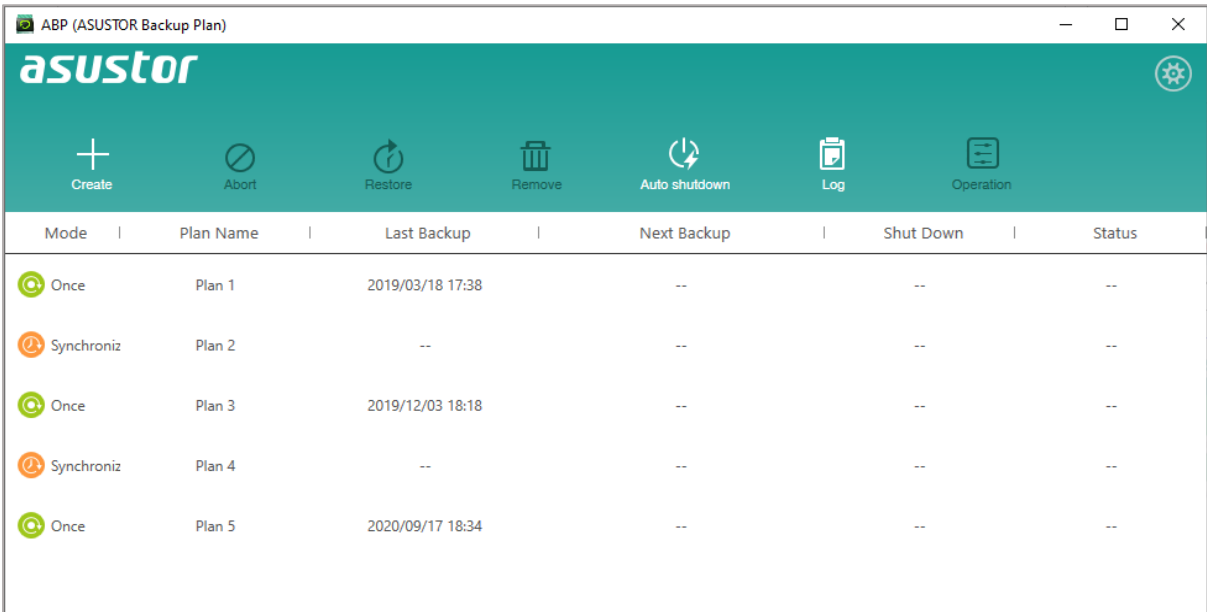 ABP (ASUSTOR Backup Plan)
asustor
Create Abort Restore Remove Auto shutdown Log Operation
Mode Plan Name Last Backup Next Backup Shut Down Status
Once Plan 1 2019/03/18 17:38 -- -- --
Synchroniz Plan 2 -- -- -- --
Once Plan 3 2019/12/03 18:18 -- -- --
Synchroniz Plan 4 -- -- -- --
Once Plan 5 2020/09/17 18:34 -- -- --